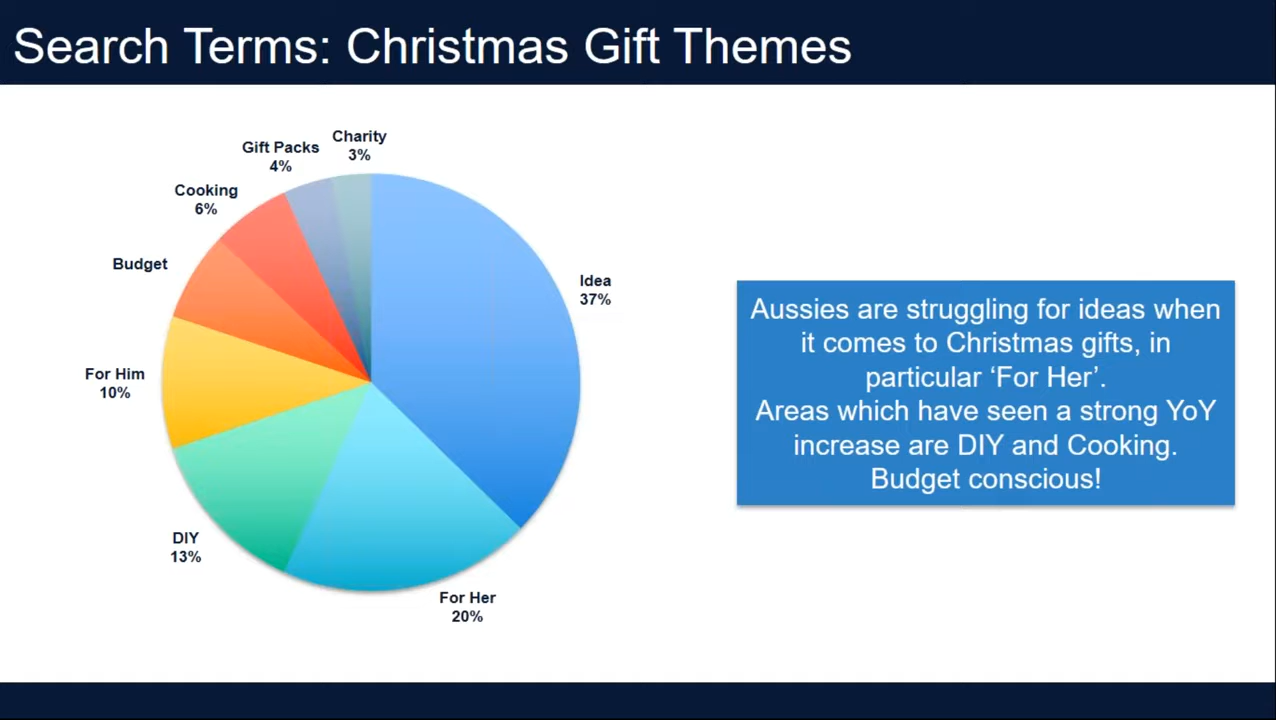 Search Terms: Christmas Gift Themes
Charity
3%
Gift Packs
4%
Cooking
6%
Budget
Idea
37%
For Him
10%
DIY
13%
For Her
20%
Aussies are struggling for ideas when
it comes to Christmas gifts, in
particular ‘For Her’.
Areas which have seen a strong YoY
increase are DIY and Cooking.
Budget conscious!